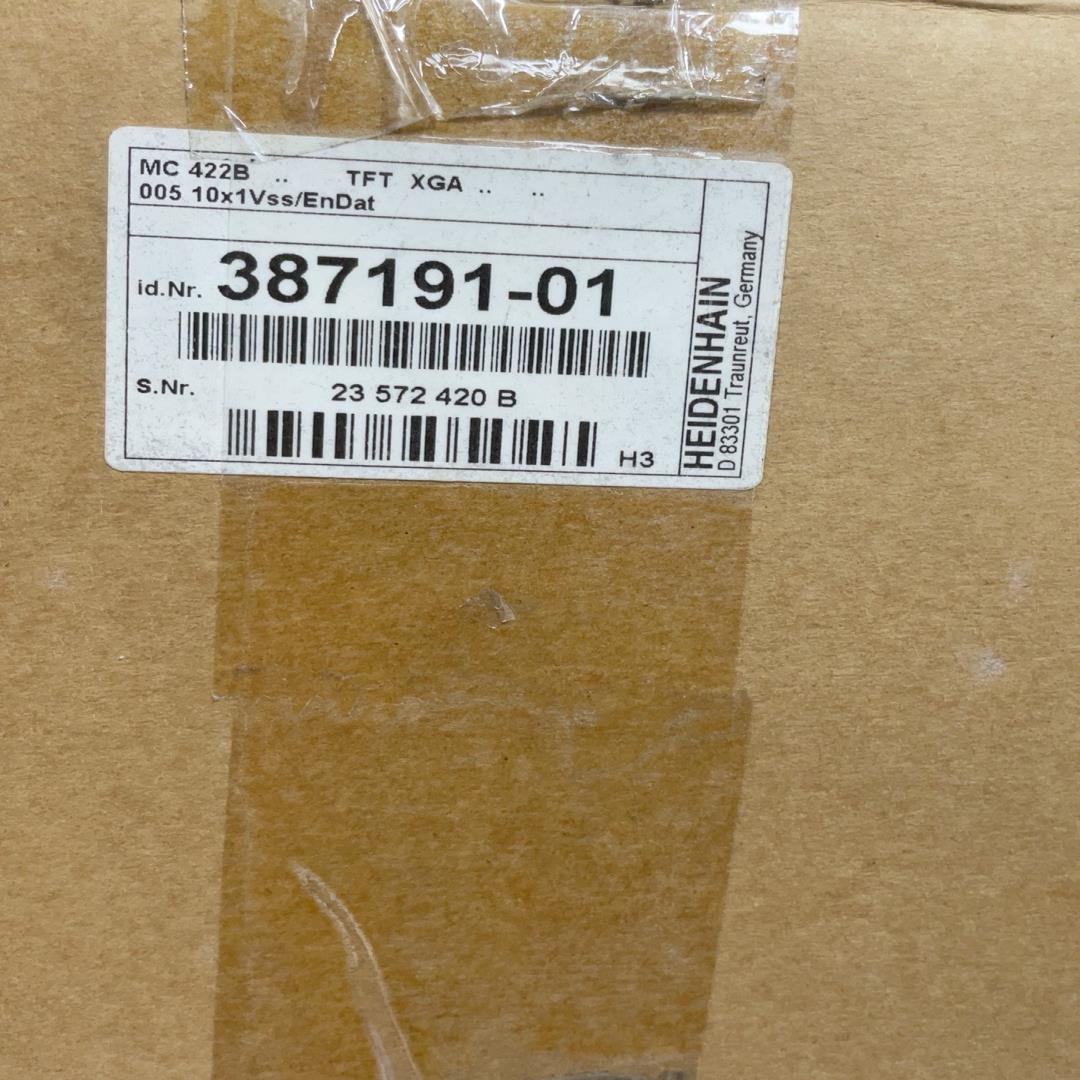 MC 422B .. TFT XGA .. ..
005 10x1Vss/EnDat
id.Nr. 387191-01
S.Nr. 23 572 420 B
H3
HEIDENHAIN
D 83301 Traunreut, Germany